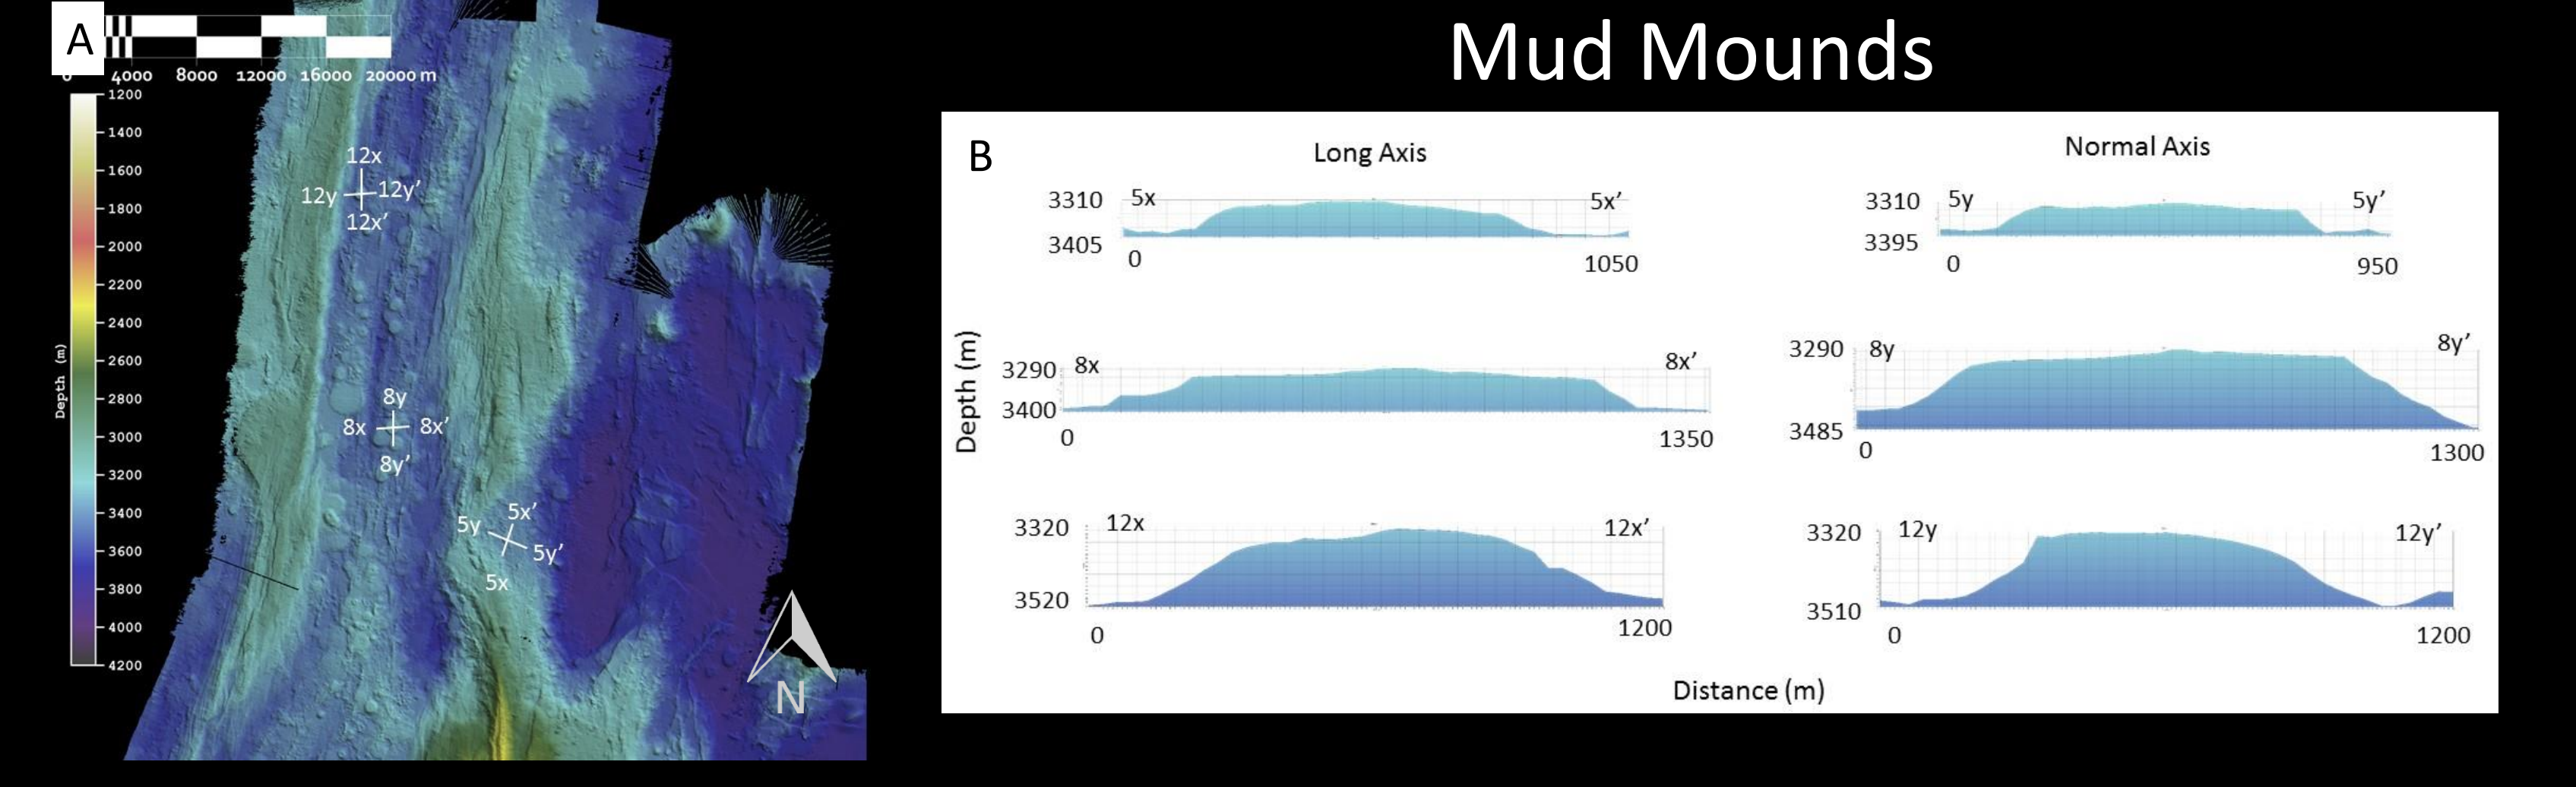 Mud Mounds
A
0 4000 8000 12000 16000 20000 m
1200
1400
1600
1800
2000
2200
2400
2600
2800
3000
3200
3400
3600
3800
4000
4200
Depth (m)
12x
12y 12y’
12x’
8y
8x 8x’
8y’
5x’
5y
5y’
5x
N
B
Long Axis
Normal Axis
Depth (m)
3310 5x 5x’
3405
0 1050
3310 5y 5y’
3395
0 950
3290 8x 8x’
3400
0 1350
3290 8y 8y’
3485
0 1300
3320 12x 12x’
3520
0 1200
3320 12y 12y’
3510
0 1200
Distance (m)